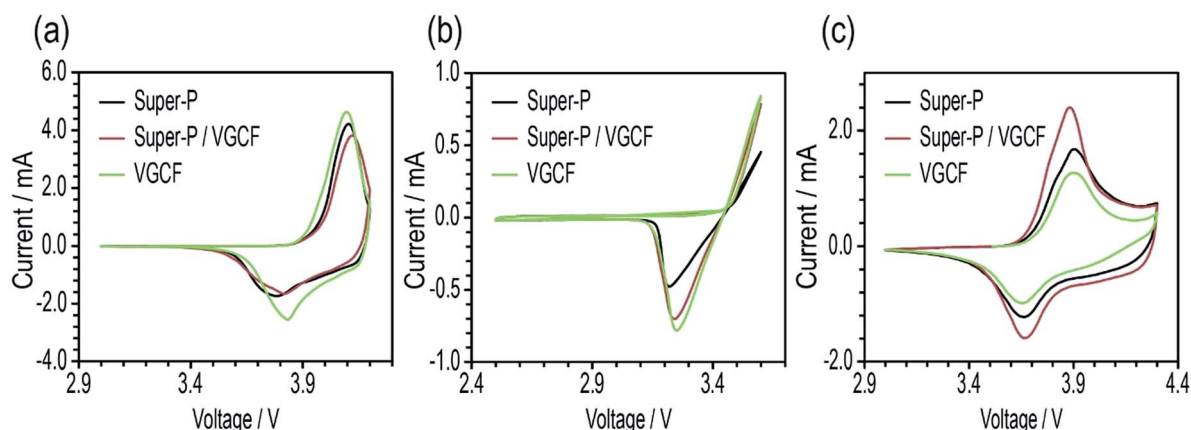 (a)
6.0
4.0
2.0
0.0
-2.0
-4.0
Current / mA
Super-P
Super-P / VGCF
VGCF
2.9
3.4
3.9
Voltage / V
(b)
1.0
0.5
0.0
-0.5
-1.0
Current / mA
Super-P
Super-P / VGCF
VGCF
2.4
2.9
3.4
Voltage / V
(c)
2.0
0.0
-2.0
Current / mA
Super-P
Super-P / VGCF
VGCF
2.9
3.4
3.9
4.4
Voltage / V